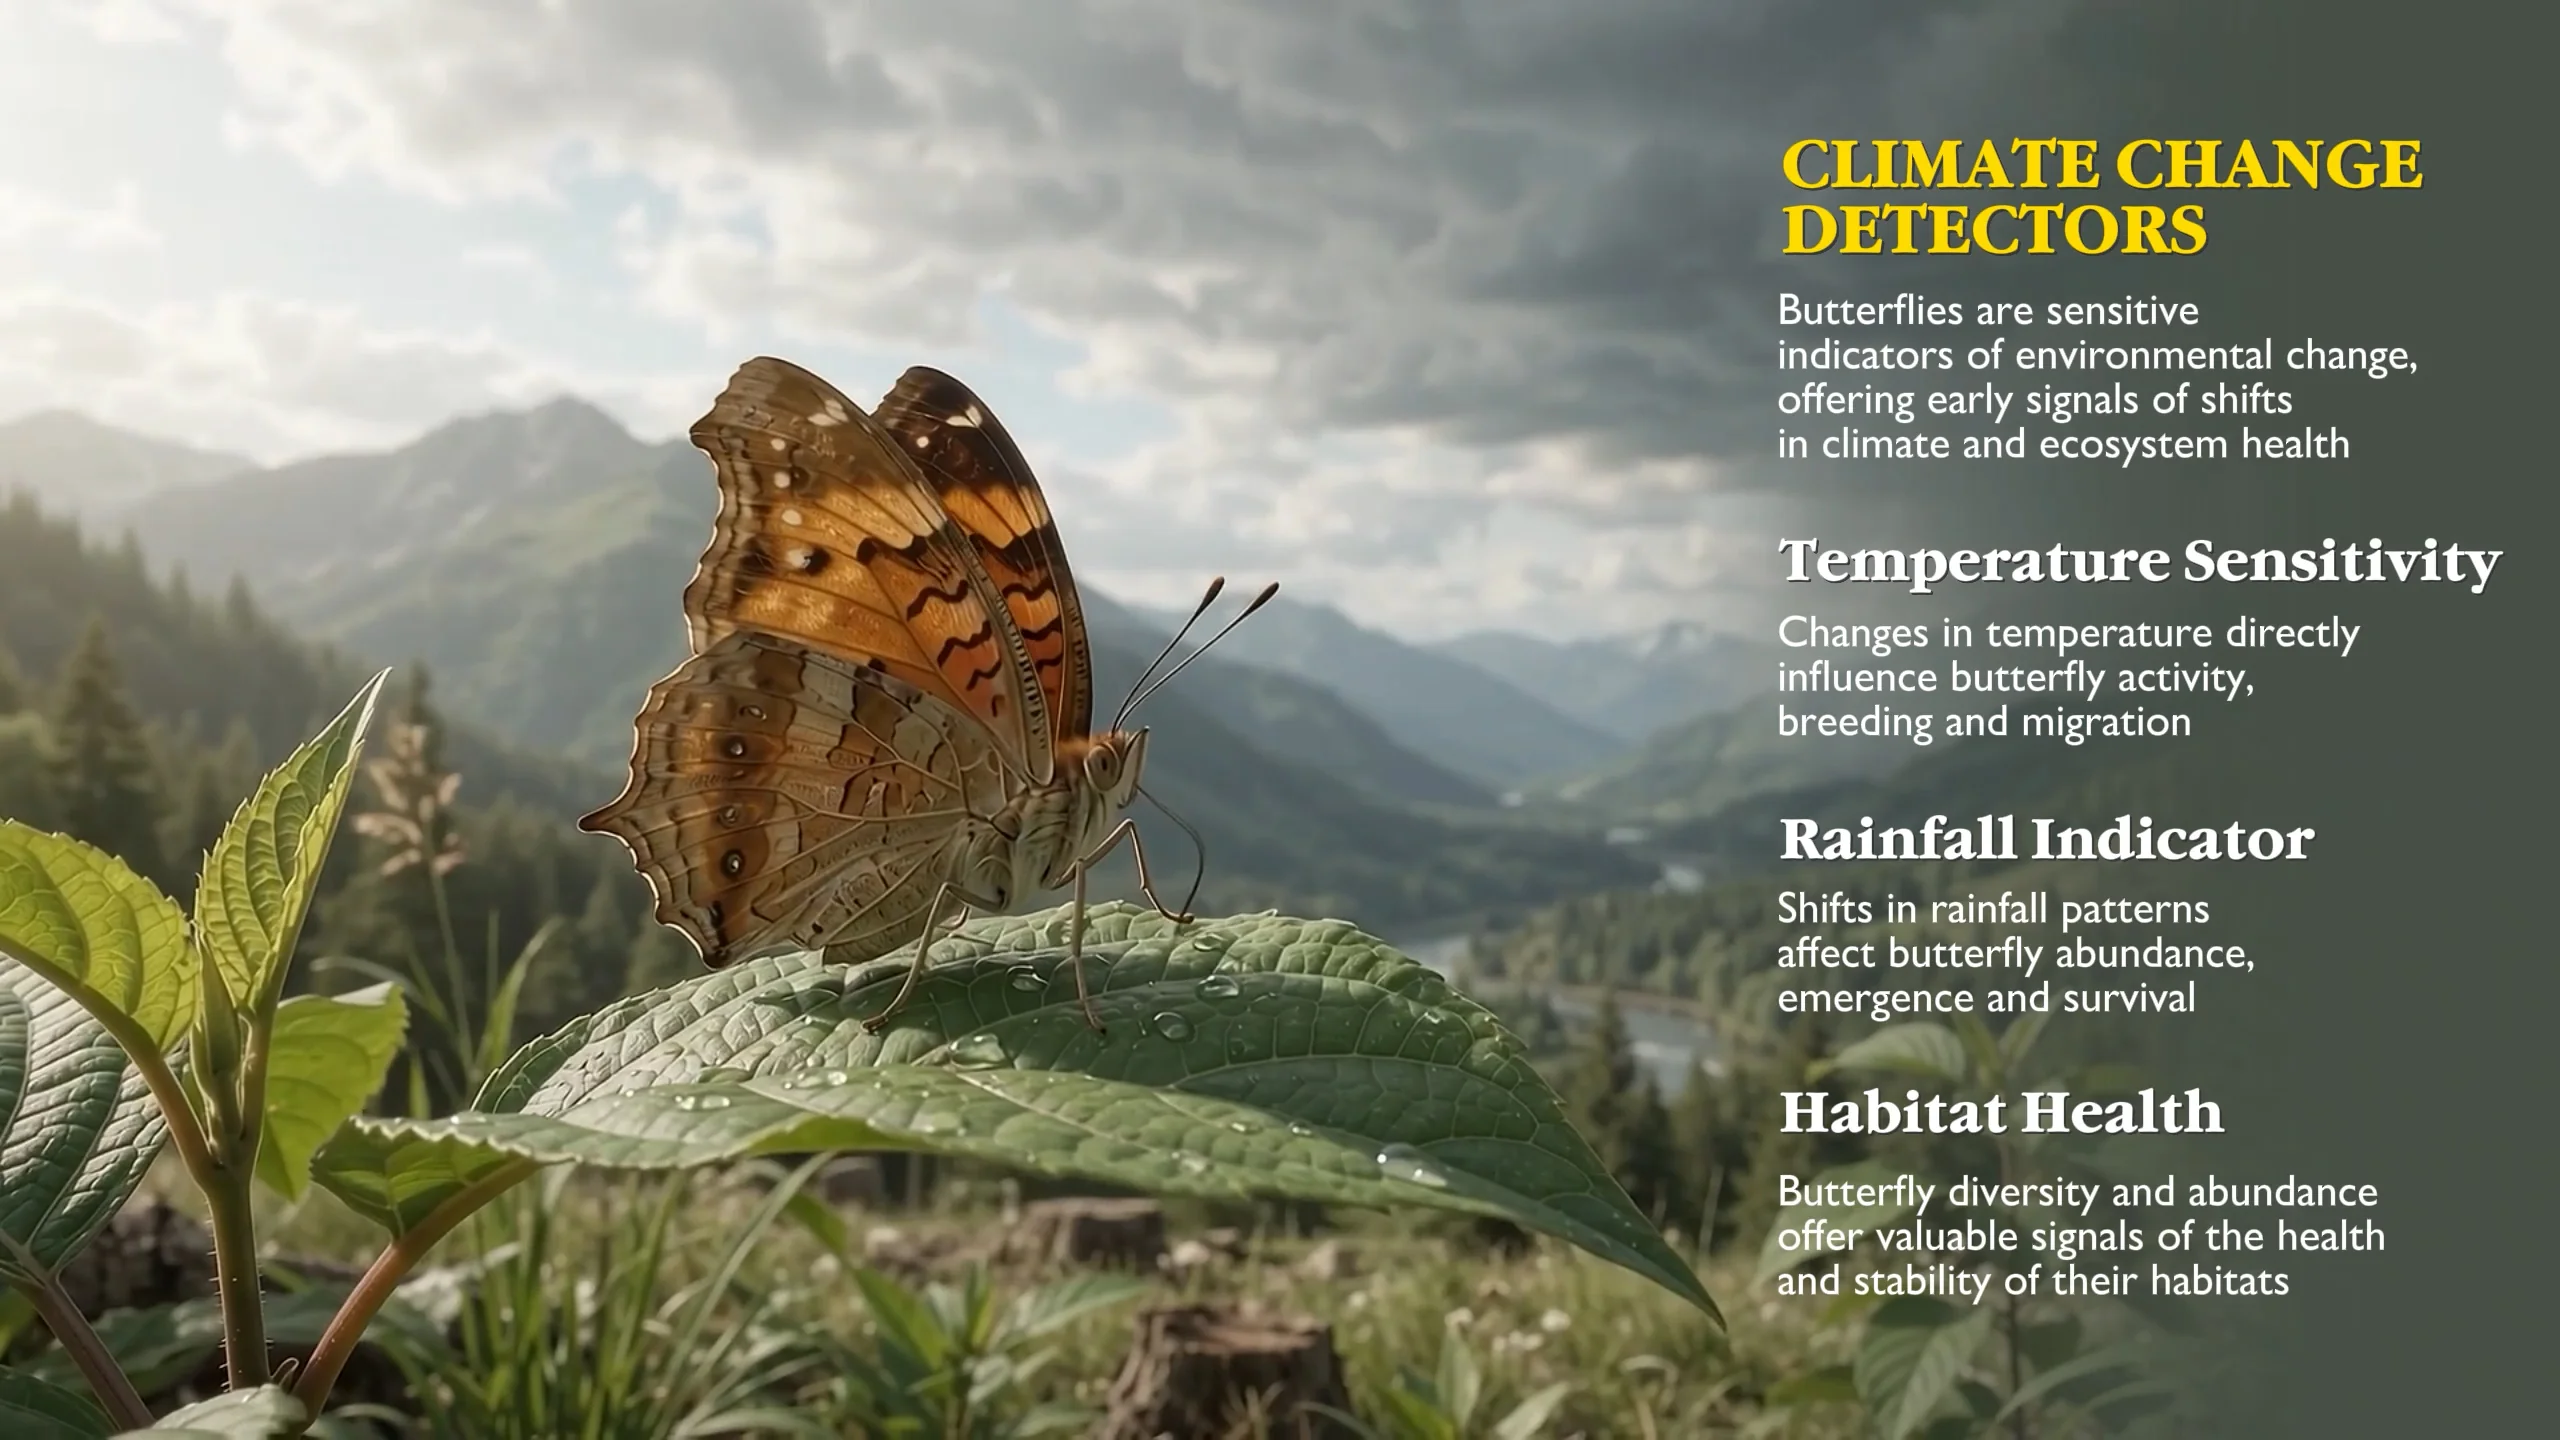 CLIMATE CHANGE
DETECTORS
Butterflies are sensitive
indicators of environmental change,
offering early signals of shifts
in climate and ecosystem health
Temperature Sensitivity
Changes in temperature directly
influence butterfly activity,
breeding and migration
Rainfall Indicator
Shifts in rainfall patterns
affect butterfly abundance,
emergence and survival
Habitat Health
Butterfly diversity and abundance
offer valuable signals of the health
and stability of their habitats